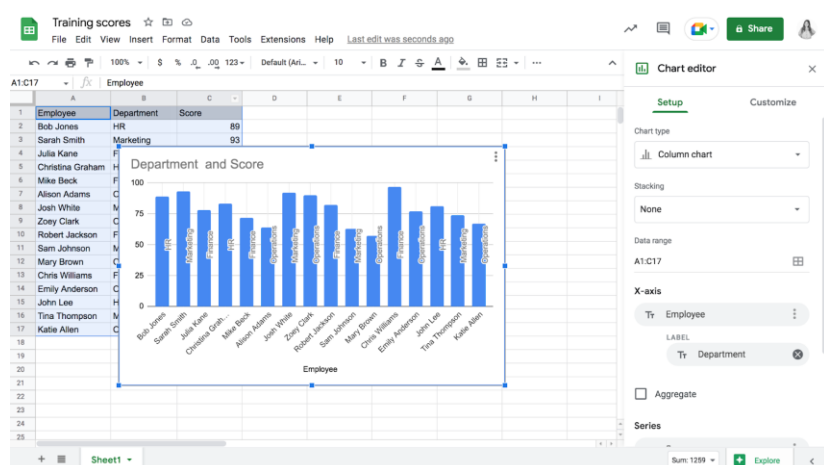 Training scores
File Edit View Insert Format Data Tools Extensions Help Last edit was seconds ago
Share
100% $ % .0 .00 123 Default (Ari... 10 B I S A
A1:C17 fx Employee
A B C D E F G H I
1 Employee Department Score
2 Bob Jones HR 89
3 Sarah Smith Marketing 93
4 Julia Kane F
5 Christina Graham H
6 Mike Beck F
7 Alison Adams O
8 Josh White M
9 Zoey Clark O
10 Robert Jackson F
11 Sam Johnson M
12 Mary Brown O
13 Chris Williams F
14 Emily Anderson O
15 John Lee H
16 Tina Thompson M
17 Katie Allen O
18
19
20
21
22
23
24
25
Department and Score
100
75
50
25
0
HR Marketing Finance HR Finance Operations Marketing Operations Finance Marketing Operations Finance Operations HR Marketing Operations
Bob Jones Sarah Smith Julia Kane Christina Grah... Mike Beck Alison Adams Josh White Zoey Clark Robert Jackson Sam Johnson Mary Brown Chris Williams Emily Anderson John Lee Tina Thompson Katie Allen
Employee
Chart editor
Setup Customize
Chart type
Column chart
Stacking
None
Data range
A1:C17
X-axis
Tт Employee
LABEL
Tт Department
Aggregate
Series
Sheet1
Sum: 1259
Explore